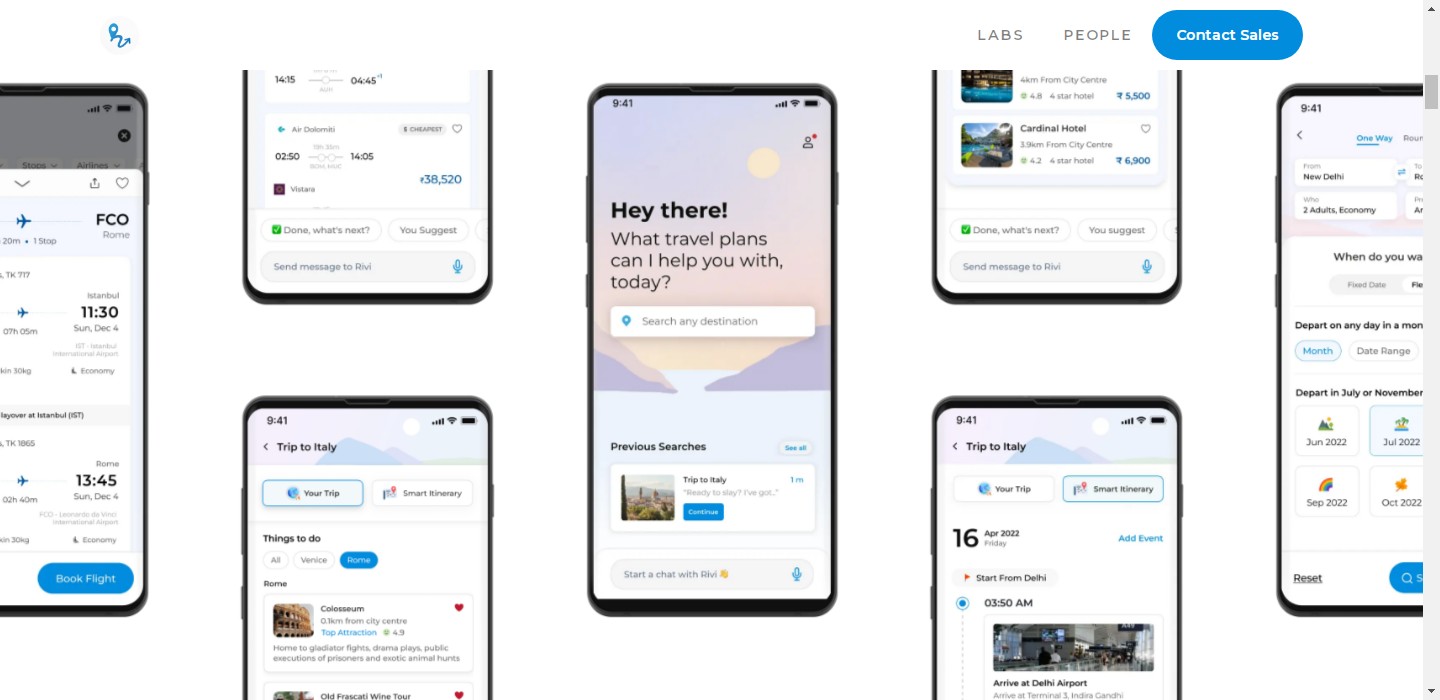 LABS
PEOPLE
Contact Sales
Stops
Airlines
FCO
Rome
20m • 1 Stop
s, TK 717
Istanbul
11:30
07h 05m
Sun, Dec 4
IST - Istanbul
International Airport
kin 30kg
Economy
layover at Istanbul (IST)
s, TK 1865
Rome
13:45
02h 40m
Sun, Dec 4
FCO - Leonardo da Vinci
International Airport
kin 30kg
Economy
Book Flight
14:15
04:45
+1
AUH
Air Dolomiti
$ CHEAPEST
19h 35m
02:50
14:05
BOM, MUC
₹38,520
Vistara
✅ Done, what's next?
You Suggest
Send message to Rivi
9:41
Trip to Italy
Your Trip
Smart Itinerary
Things to do
All
Venice
Rome
Rome
Colosseum
0.1km from city centre
Top Attraction
4.9
Home to gladiator fights, drama plays, public
executions of prisoners and exotic animal hunts
Old Frascati Wine Tour
9:41
Hey there!
What travel plans
can I help you with,
today?
Search any destination
Previous Searches
See all
Trip to Italy
1 m
"Ready to slay? I've got.."
Continue
Start a chat with Rivi 👋
4km From City Centre
4.8
4 star hotel
₹ 5,500
Cardinal Hotel
3.9km From City Centre
4.2
4 star hotel
₹ 6,900
✅ Done, what's next?
You suggest
Send message to Rivi
9:41
Trip to Italy
Your Trip
Smart Itinerary
16
Apr 2022
Friday
Add Event
Start From Delhi
03:50 AM
Arrive at Delhi Airport
Arrive at Terminal 3, Indira Gandhi
9:41
One Way
Roun
From
New Delhi
To
Ro
Who
2 Adults, Economy
Pre
An
When do you wa
Fixed Date
Fle
Depart on any day in a mon
Month
Date Range
Depart in July or November
Jun 2022
Jul 2022
Sep 2022
Oct 2022
Reset
S